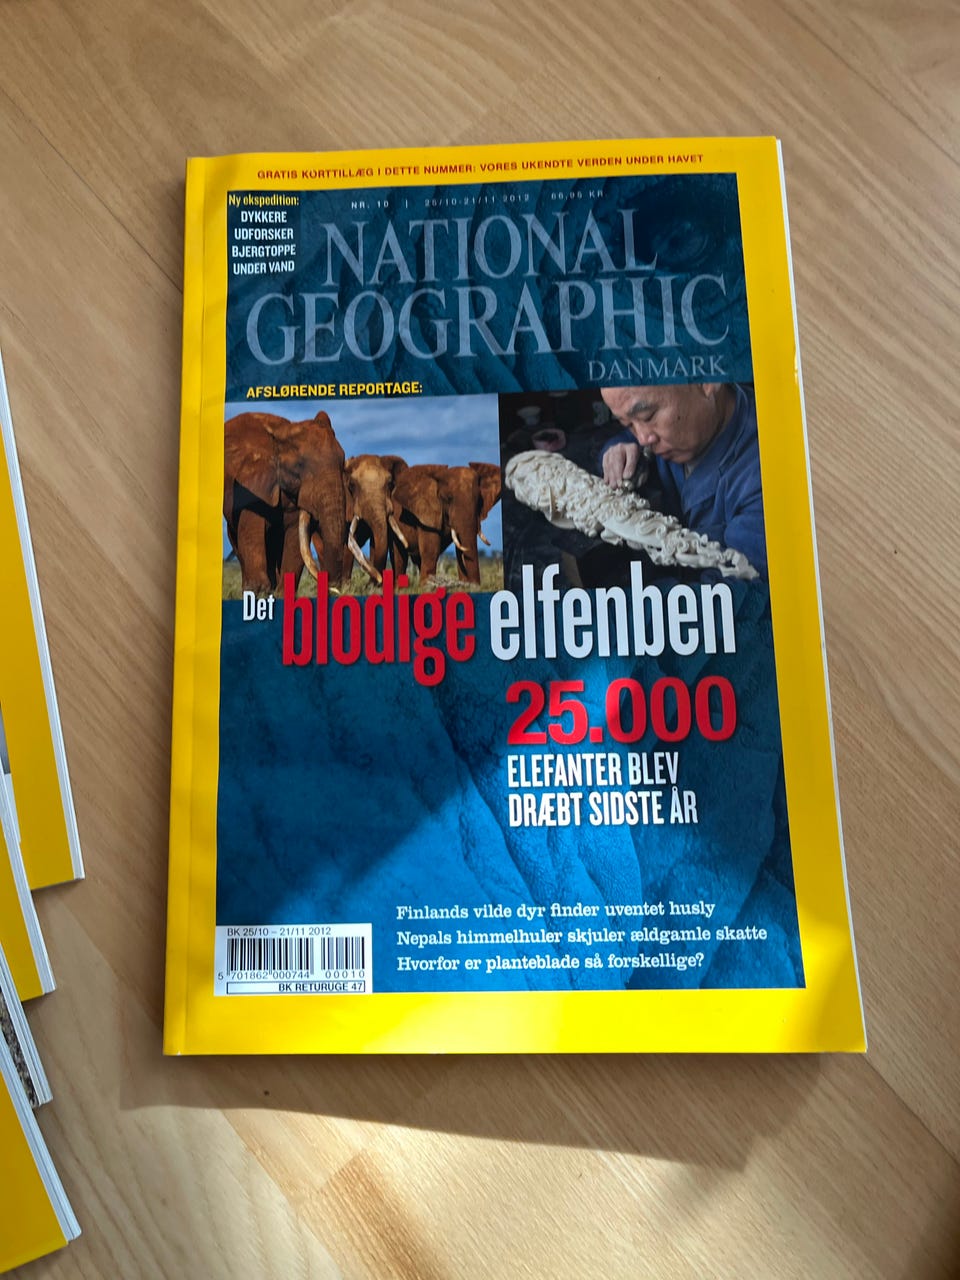 GRATIS KORTTILLÆG I DETTE NUMMER: VORES UKENDTE VERDEN UNDER HAVET
Ny ekspedition:
DYKKERE
UDFORSKER
BJERGTOPPE
UNDER VAND
NR. 10 | 25/10-21/11 2012 66,95 KR.
NATIONAL
GEOGRAPHIC
DANMARK
AFSLØRENDE REPORTAGE:
Det blodige elfenben
25.000
ELEFANTER BLEV
DRÆBT SIDSTE ÅR
Finlands vilde dyr finder uventet husly
Nepals himmelhuler skjuler ældgamle skatte
Hvorfor er planteblade så forskellige?
BK 25/10 – 21/11 2012
5 701862 000744 00010
BK RETURUGE 47